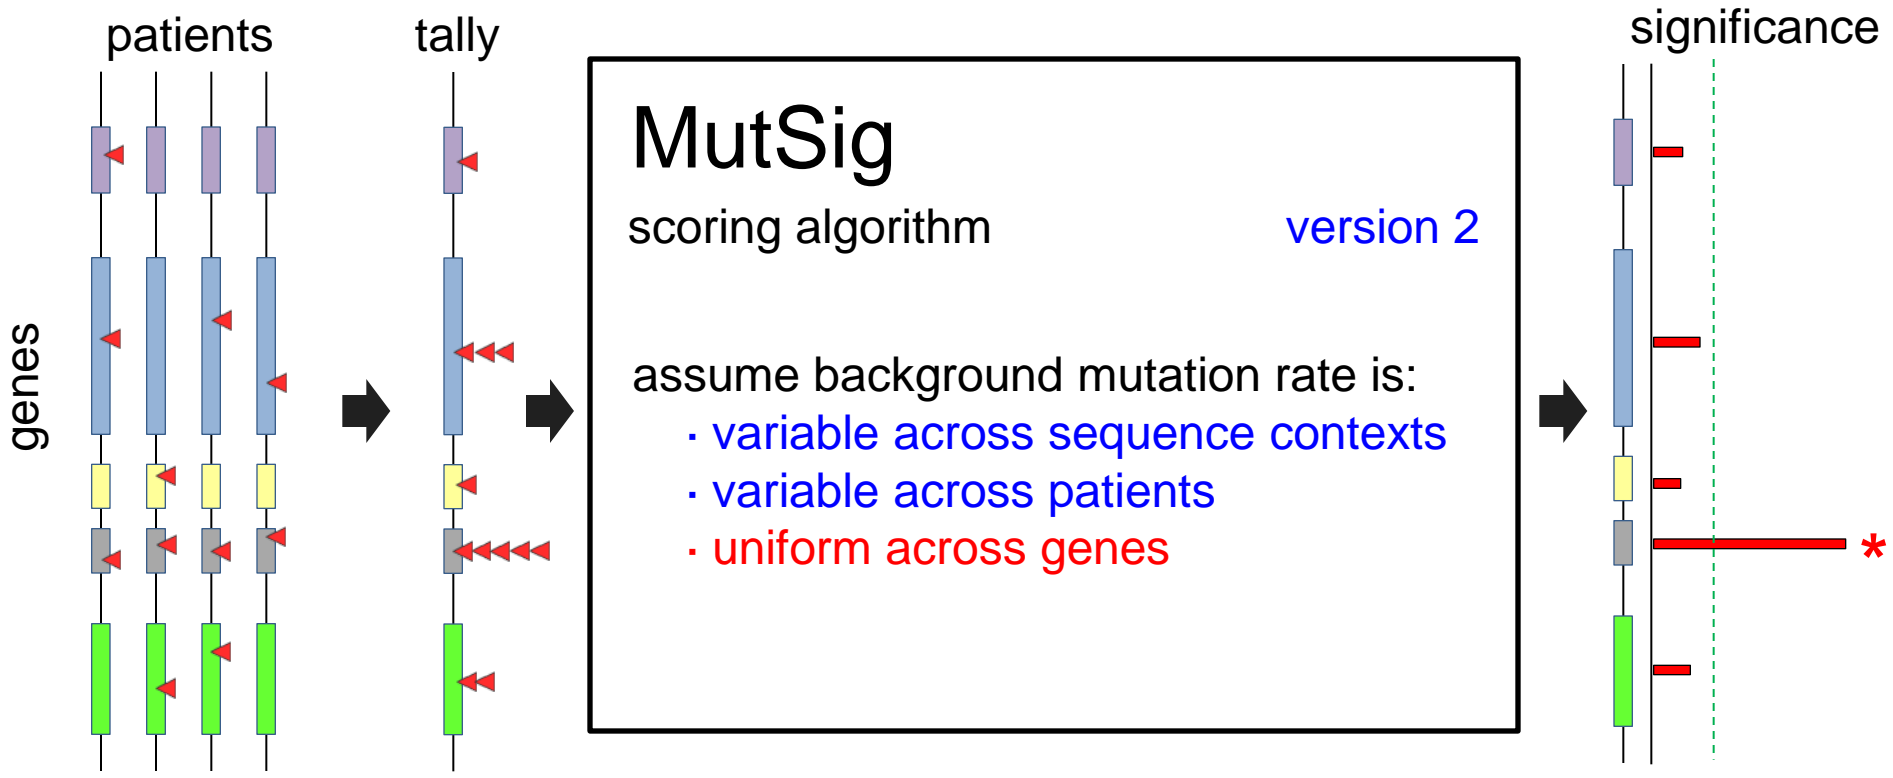 patients
tally
significance
genes
MutSig
scoring algorithm version 2
assume background mutation rate is:
· variable across sequence contexts
· variable across patients
· uniform across genes
*